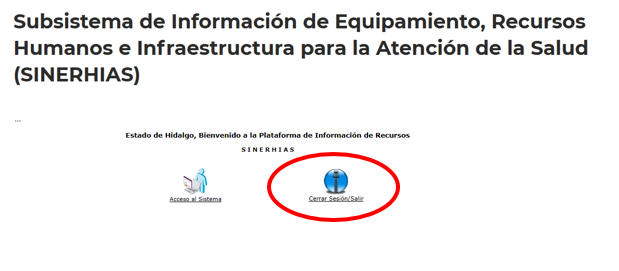 Subsistema de Información de Equipamiento, Recursos
Humanos e Infraestructura para la Atención de la Salud
(SINERHIAS)
...
Estado de Hidalgo, Bienvenido a la Plataforma de Información de Recursos
S I N E R H I A S
Acceso al Sistema
Cerrar Sesión/Salir